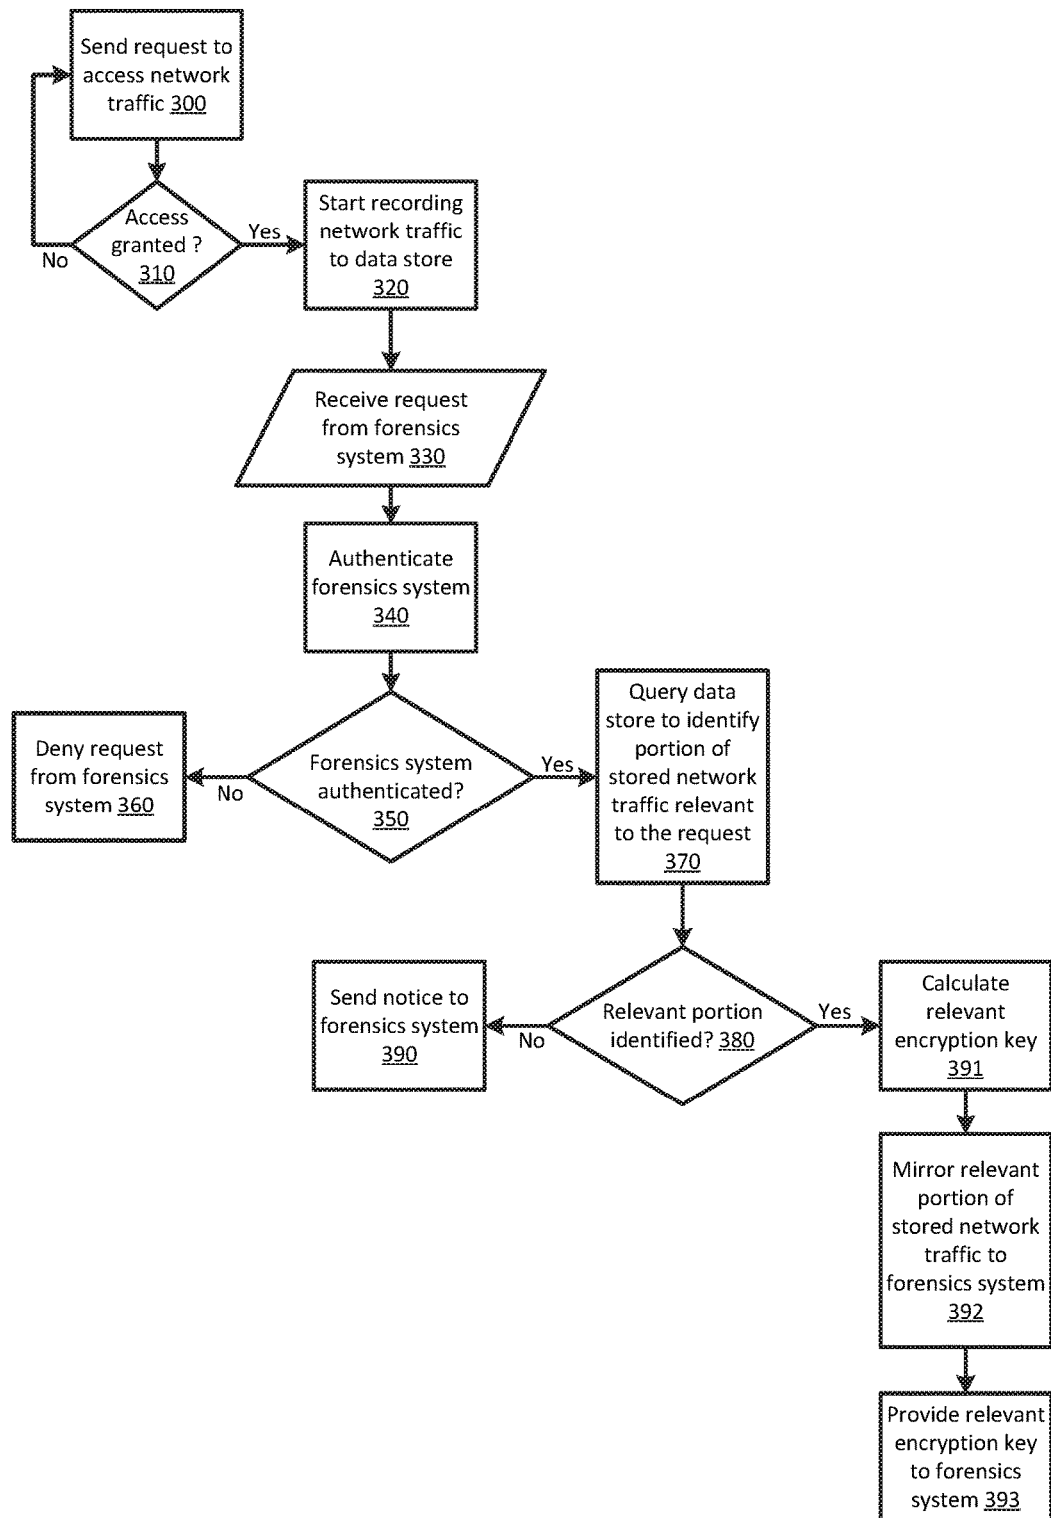 Send request to
access network
traffic 300
Access
granted ?
310
Yes
No
Start recording
network traffic
to data store
320
Receive request
from forensics
system 330
Authenticate
forensics system
340
Forensics system
authenticated?
350
No
Yes
Deny request
from forensics
system 360
Query data
store to identify
portion of
stored network
traffic relevant
to the request
370
Relevant portion
identified? 380
No
Yes
Send notice to
forensics system
390
Calculate
relevant
encryption key
391
Mirror relevant
portion of
stored network
traffic to
forensics system
392
Provide relevant
encryption key
to forensics
system 393